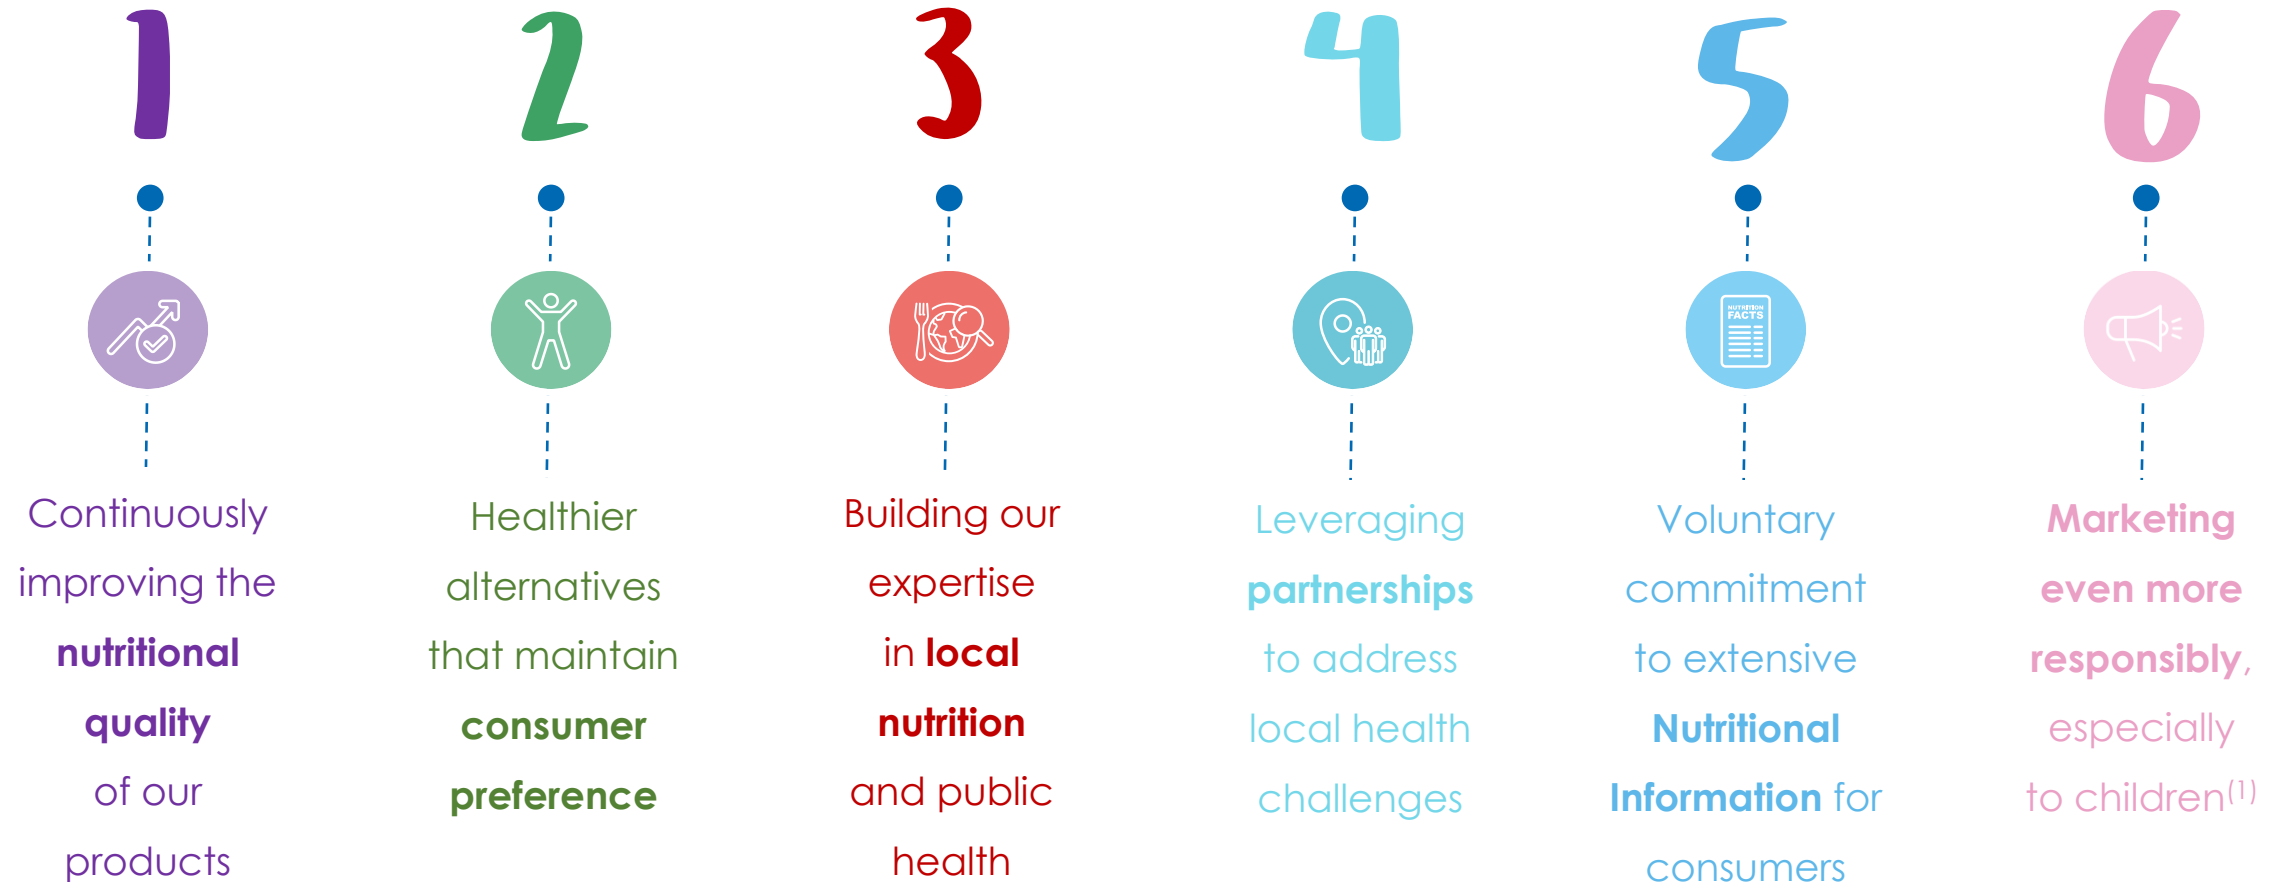 1
Continuously
improving the
nutritional
quality
of our
products
2
Healthier
alternatives
that maintain
consumer
preference
3
Building our
expertise
in local
nutrition
and public
health
4
Leveraging
partnerships
to address
local health
challenges
5
NUTRITION
FACTS
Voluntary
commitment
to extensive
Nutritional
Information for
consumers
6
Marketing
even more
responsibly,
especially
to children(1)